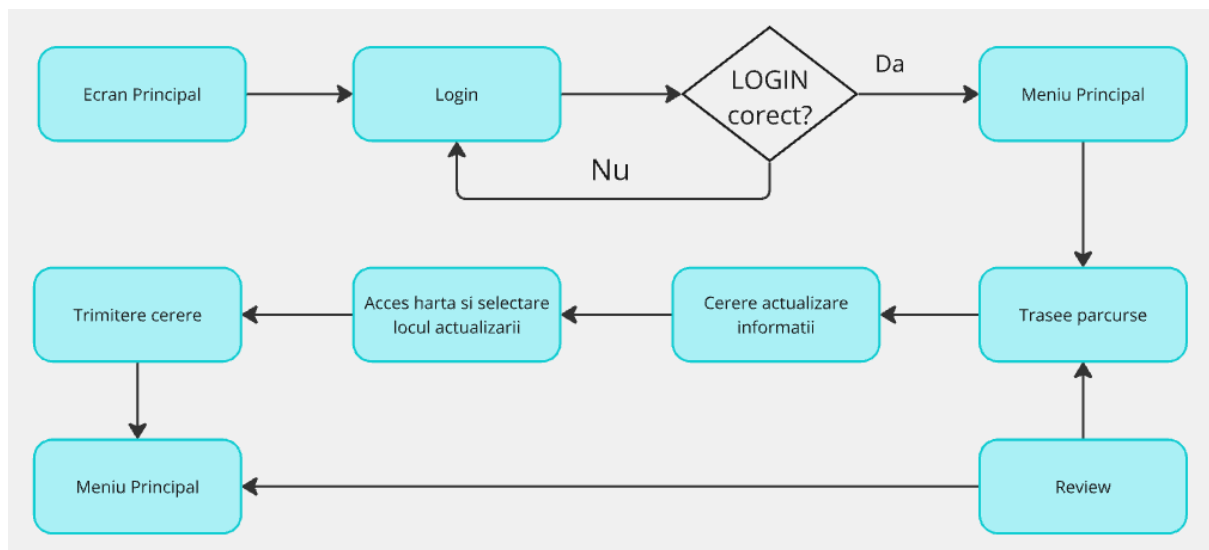 Ecran Principal
Login
LOGIN
corect?
Da
Meniu Principal
Nu
Trimitere cerere
Acces harta si selectare
locul actualizarii
Cerere actualizare
informatii
Trasee parcurse
Meniu Principal
Review